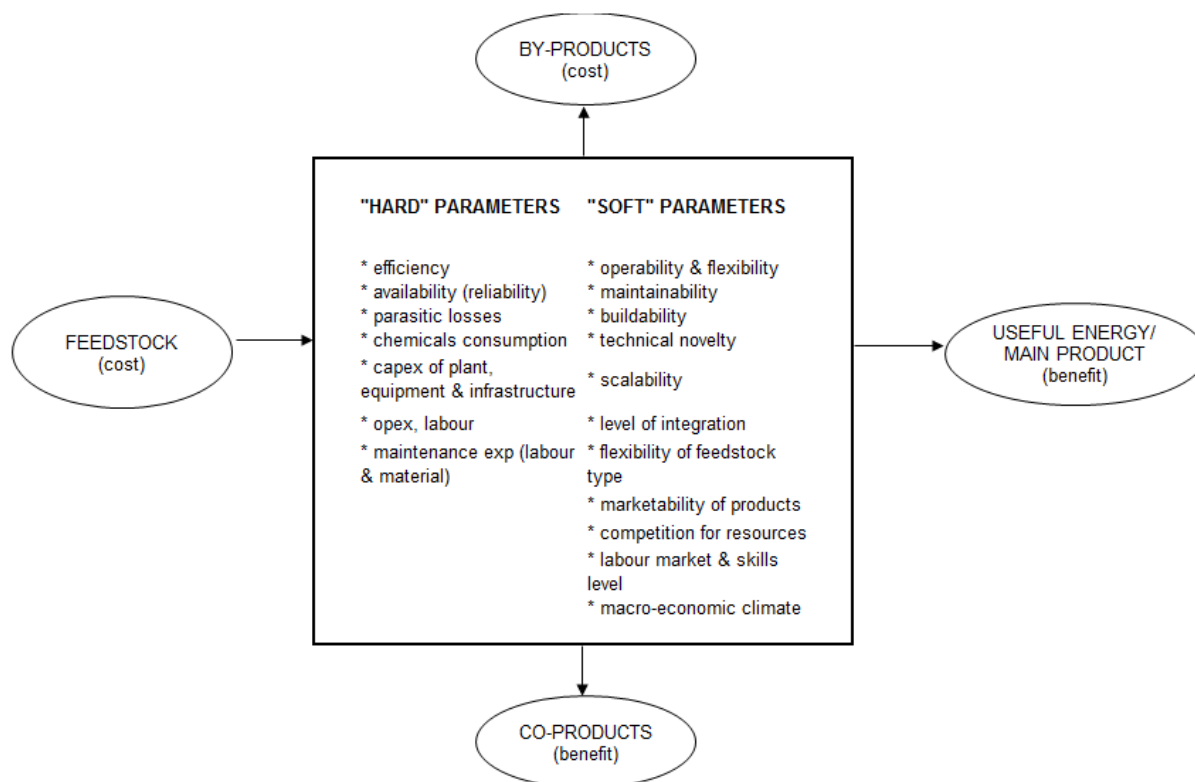 BY-PRODUCTS
(cost)
"HARD" PARAMETERS
* efficiency
* availability (reliability)
* parasitic losses
* chemicals consumption
* capex of plant,
equipment & infrastructure
* opex, labour
* maintenance exp (labour
& material)
"SOFT" PARAMETERS
* operability & flexibility
* maintainability
* buildability
* technical novelty
* scalability
* level of integration
* flexibility of feedstock
type
* marketability of products
* competition for resources
* labour market & skills
level
* macro-economic climate
FEEDSTOCK
(cost)
USEFUL ENERGY/
MAIN PRODUCT
(benefit)
CO-PRODUCTS
(benefit)